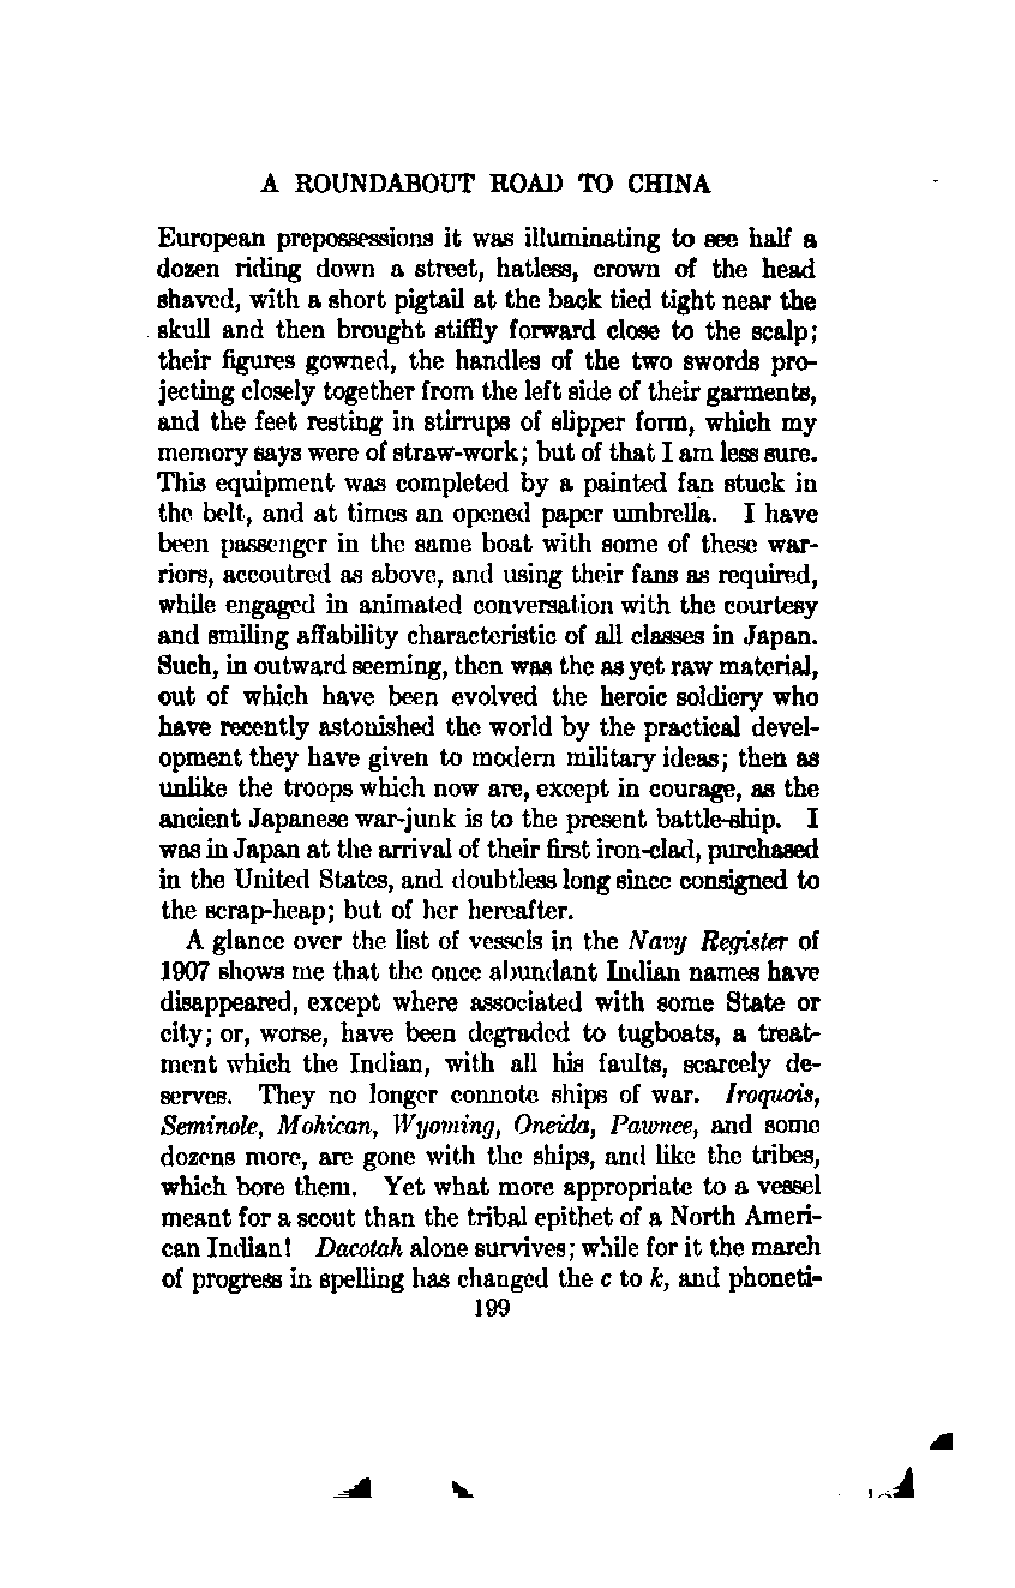 A ROUNDABOUT ROAD TO CHINA
European prepossessions it was illuminating to see half a
dozen riding down a street, hatless, crown of the head
shaved, with a short pigtail at the back tied tight near the
skull and then brought stiffly forward close to the scalp;
their figures gowned, the handles of the two swords pro-
jecting closely together from the left side of their garments,
and the feet resting in stirrups of slipper form, which my
memory says were of straw-work; but of that I am less sure.
This equipment was completed by a painted fan stuck in
the belt, and at times an opened paper umbrella. I have
been passenger in the same boat with some of these war-
riors, accoutred as above, and using their fans as required,
while engaged in animated conversation with the courtesy
and smiling affability characteristic of all classes in Japan.
Such, in outward seeming, then was the as yet raw material,
out of which have been evolved the heroic soldiery who
have recently astonished the world by the practical devel-
opment they have given to modern military ideas; then as
unlike the troops which now are, except in courage, as the
ancient Japanese war-junk is to the present battle-ship. I
was in Japan at the arrival of their first iron-clad, purchased
in the United States, and doubtless long since consigned to
the scrap-heap; but of her hereafter.
A glance over the list of vessels in the Navy Register of
1907 shows me that the once abundant Indian names have
disappeared, except where associated with some State or
city; or, worse, have been degraded to tugboats, a treat-
ment which the Indian, with all his faults, scarcely de-
serves. They no longer connote ships of war. Iroquois,
Seminole, Mohican, Wyoming, Oneida, Pawnee, and some
dozens more, are gone with the ships, and like the tribes,
which bore them. Yet what more appropriate to a vessel
meant for a scout than the tribal epithet of a North Ameri-
can Indian! Dacotah alone survives; while for it the march
of progress in spelling has changed the c to k, and phoneti-
199